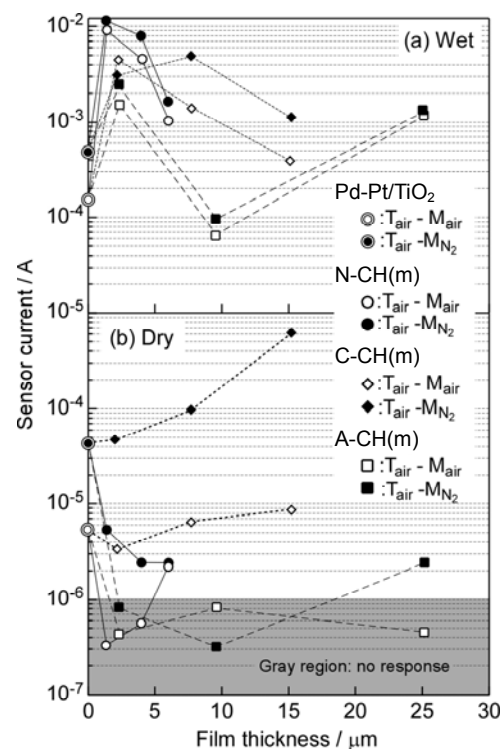 10⁻²
(a) Wet
10⁻³
Pd-Pt/TiO₂
10⁻⁴
:T_air - M_air
:T_air -M_N₂
N-CH(m)
:T_air - M_air
:T_air -M_N₂
10⁻⁵
(b) Dry
C-CH(m)
:T_air - M_air
:T_air -M_N₂
10⁻⁴
A-CH(m)
:T_air - M_air
:T_air -M_N₂
10⁻⁵
10⁻⁶
Gray region: no response
10⁻⁷
Sensor current / A
0 5 10 15 20 25 30
Film thickness / μm